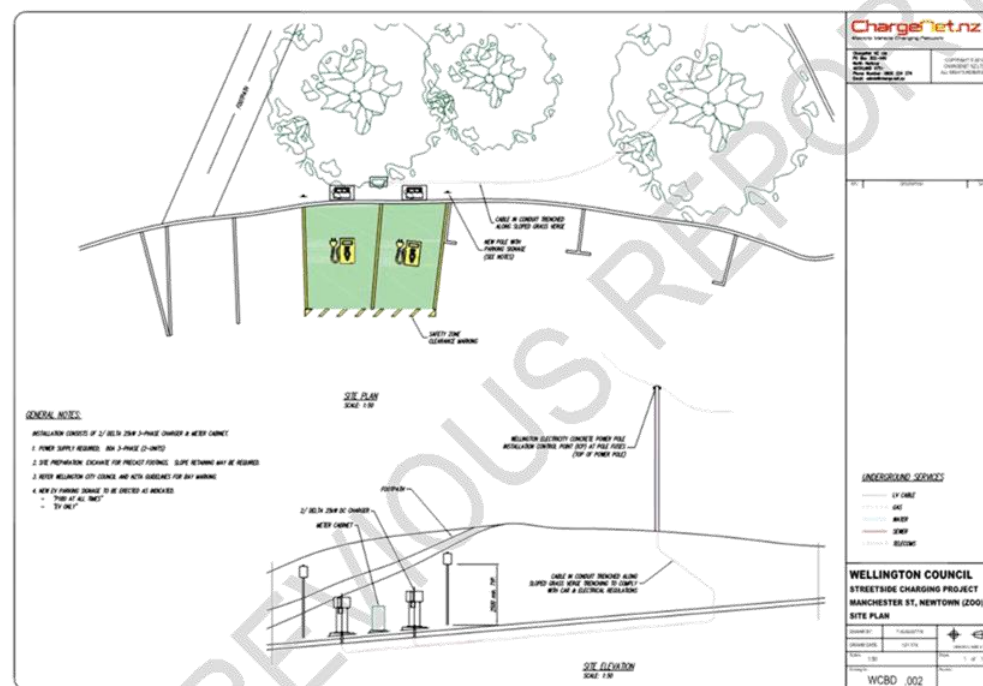 ChargeNet.nz
Electric Vehicle Charging Network
FOOTPATH
CABLE IN CONDUIT TRENCHED
ALONG SLOPED GRASS VERGE
NEW POLE WITH
PARKING SIGNAGE
(SEE NOTES)
SAFETY ZONE
CLEARANCE MARKING
SITE PLAN
SCALE: 1:50
GENERAL NOTES:
INSTALLATION CONSISTS OF 2/ DELTA 25kW 3-PHASE CHARGER & METER CABINET.
1. POWER SUPPLY REQUIRED: 80A 3-PHASE (2-UNITS)
2. SITE PREPARATION: EXCAVATE FOR PRECAST FOOTINGS. SLOPE RETAINING MAY BE REQUIRED.
3. REFER WELLINGTON CITY COUNCIL AND NZTA GUIDELINES FOR BAY MARKING.
4. NEW EV PARKING SIGNAGE TO BE ERECTED AS INDICATED:
- "P180 AT ALL TIMES"
- "EV ONLY"
WELLINGTON ELECTRICITY CONCRETE POWER POLE
INSTALLATION CONTROL POINT (ICP) AT POLE FUSES
(TOP OF POWER POLE)
FOOTPATH
2/ DELTA 25kW DC CHARGER
METER CABINET
CABLE IN CONDUIT TRENCHED ALONG
SLOPED GRASS VERGE TRENCHING TO COMPLY
WITH CAR & ELECTRICAL REGULATIONS
SITE ELEVATION
SCALE: 1:50
UNDERGROUND SERVICES
LV CABLE
GAS
WATER
SEWER
TELECOMS
WELLINGTON COUNCIL
STREETSIDE CHARGING PROJECT
MANCHESTER ST, NEWTOWN (ZOO)
SITE PLAN
1:50
WCBD .002
PREVIOUS REPORT